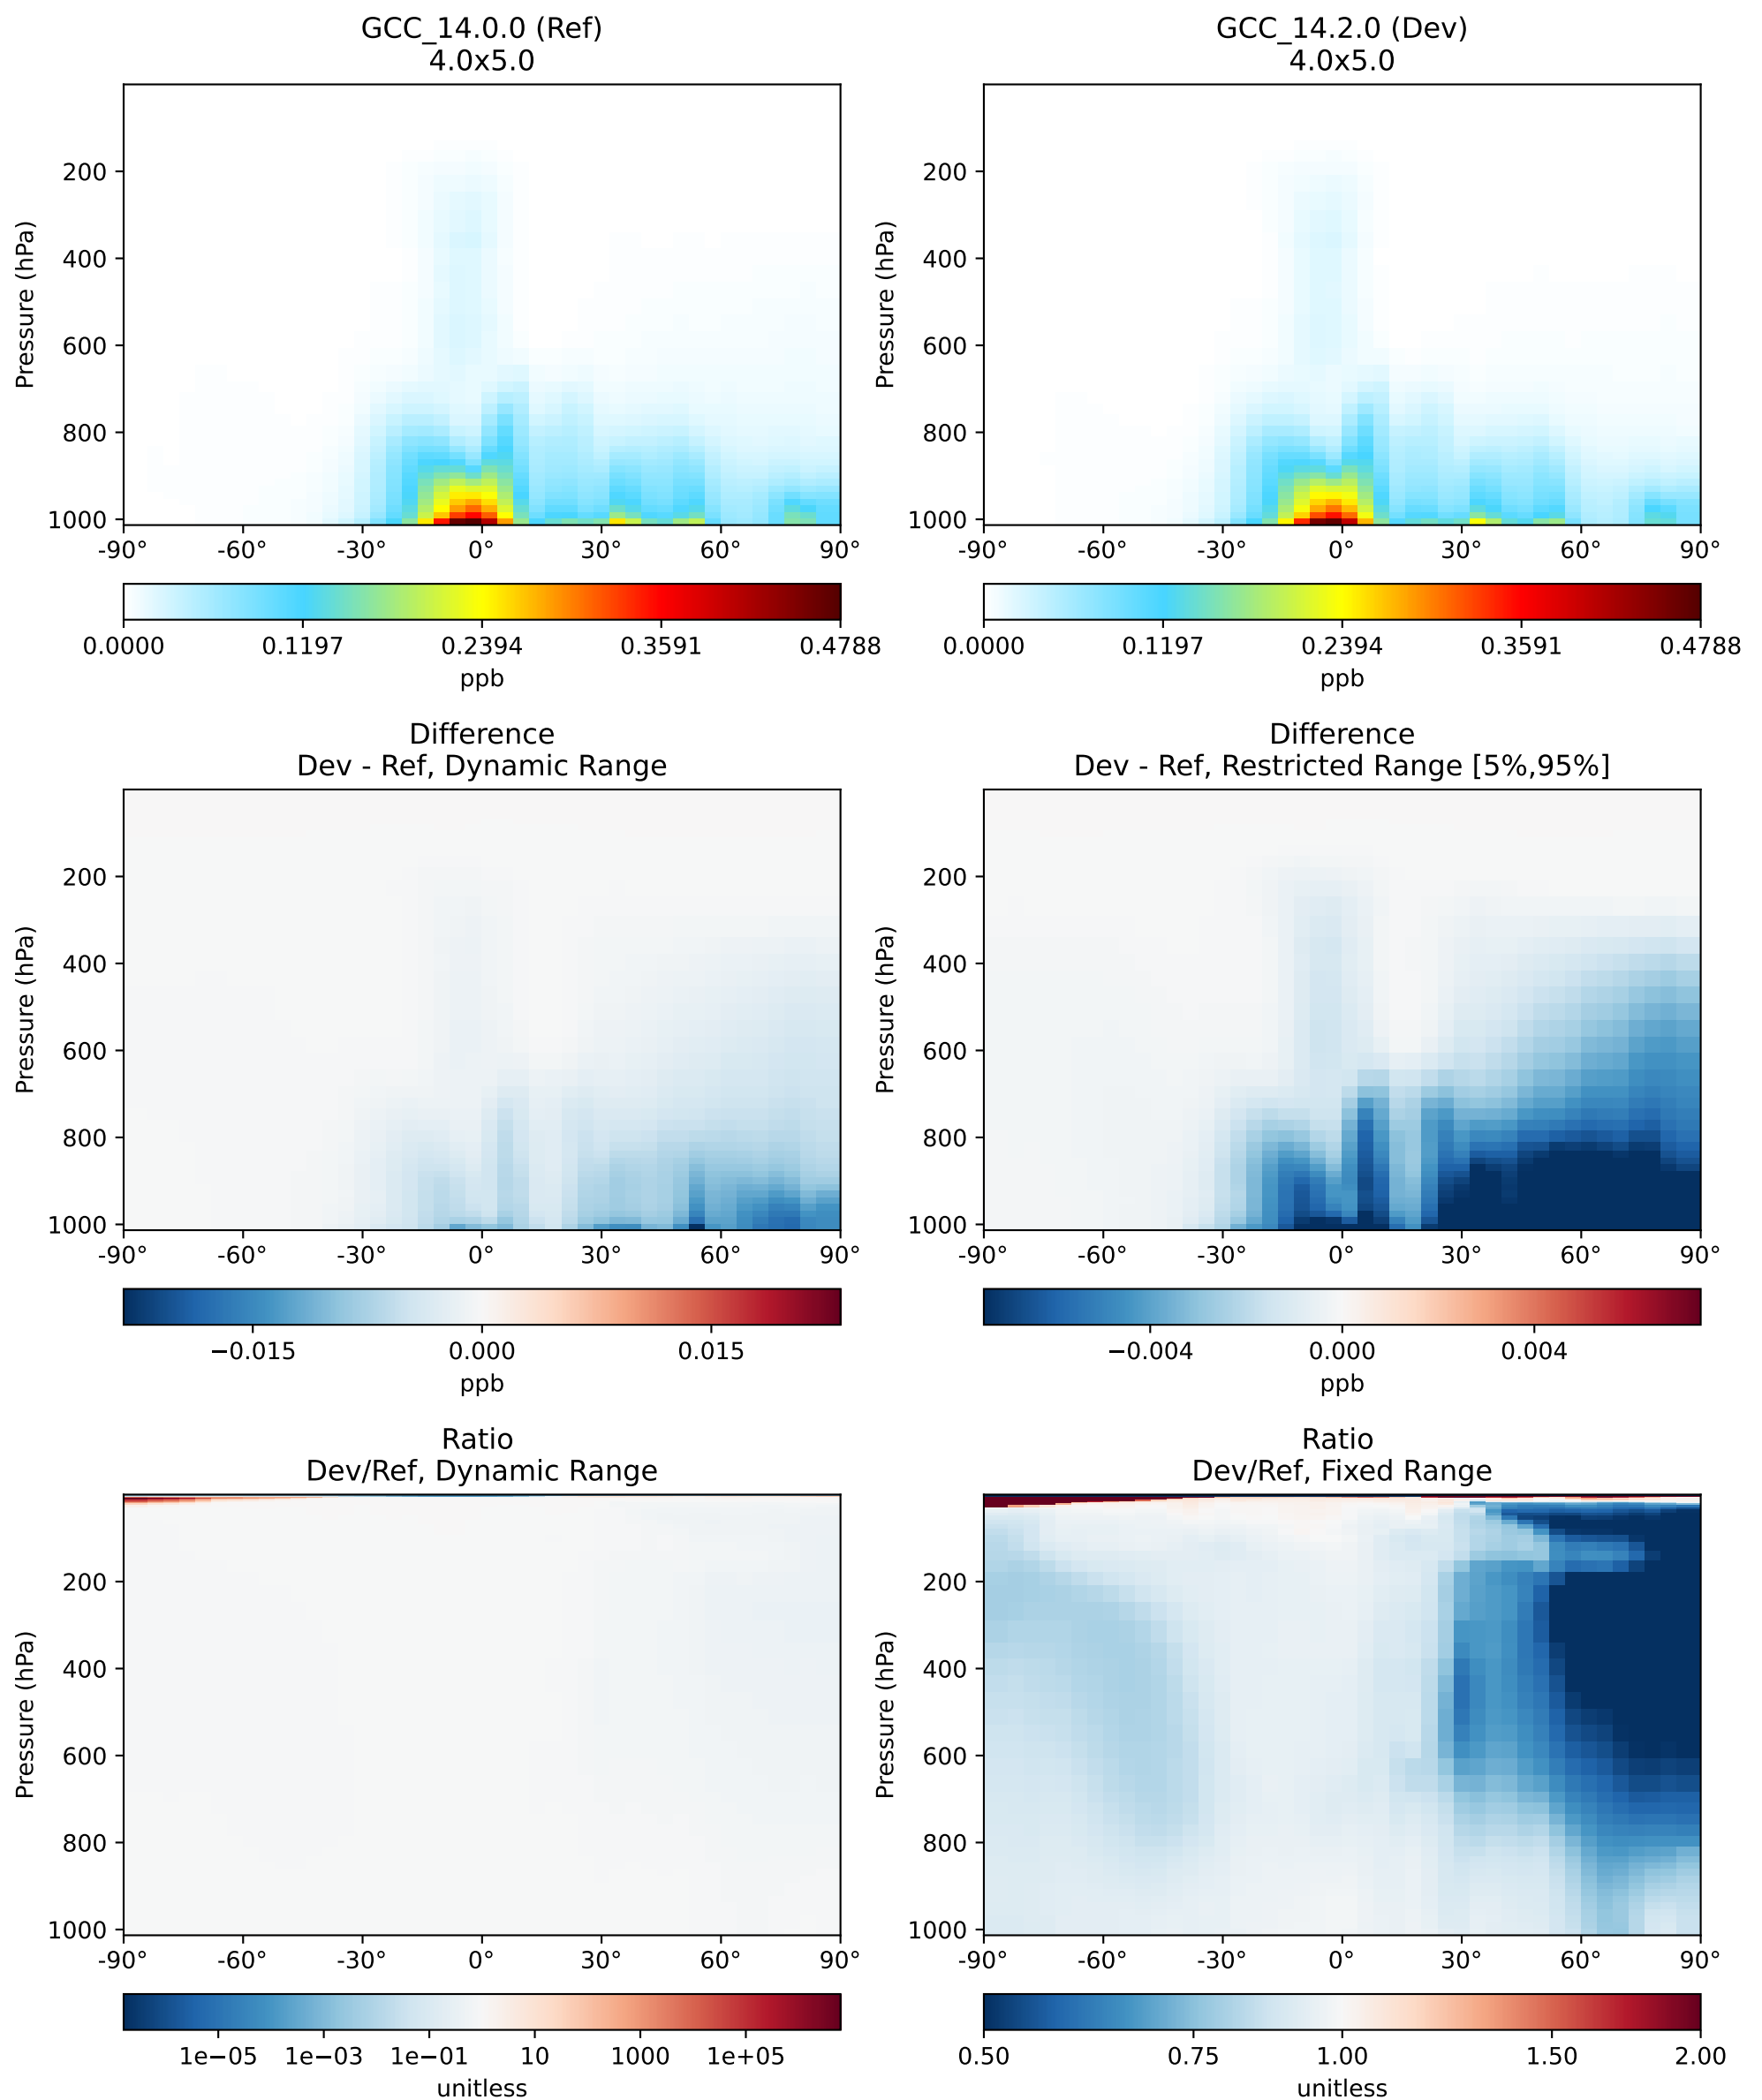 GCC_14.0.0 (Ref)
4.0x5.0
Pressure (hPa)
200
400
600
800
1000
-90° -60° -30° 0° 30° 60° 90°
0.0000 0.1197 0.2394 0.3591 0.4788
ppb
GCC_14.2.0 (Dev)
4.0x5.0
Pressure (hPa)
200
400
600
800
1000
-90° -60° -30° 0° 30° 60° 90°
0.0000 0.1197 0.2394 0.3591 0.4788
ppb
Difference
Dev - Ref, Dynamic Range
Pressure (hPa)
200
400
600
800
1000
-90° -60° -30° 0° 30° 60° 90°
−0.015 0.000 0.015
ppb
Difference
Dev - Ref, Restricted Range [5%,95%]
Pressure (hPa)
200
400
600
800
1000
-90° -60° -30° 0° 30° 60° 90°
−0.004 0.000 0.004
ppb
Ratio
Dev/Ref, Dynamic Range
Pressure (hPa)
200
400
600
800
1000
-90° -60° -30° 0° 30° 60° 90°
1e−05 1e−03 1e−01 10 1000 1e+05
unitless
Ratio
Dev/Ref, Fixed Range
Pressure (hPa)
200
400
600
800
1000
-90° -60° -30° 0° 30° 60° 90°
0.50 0.75 1.00 1.50 2.00
unitless